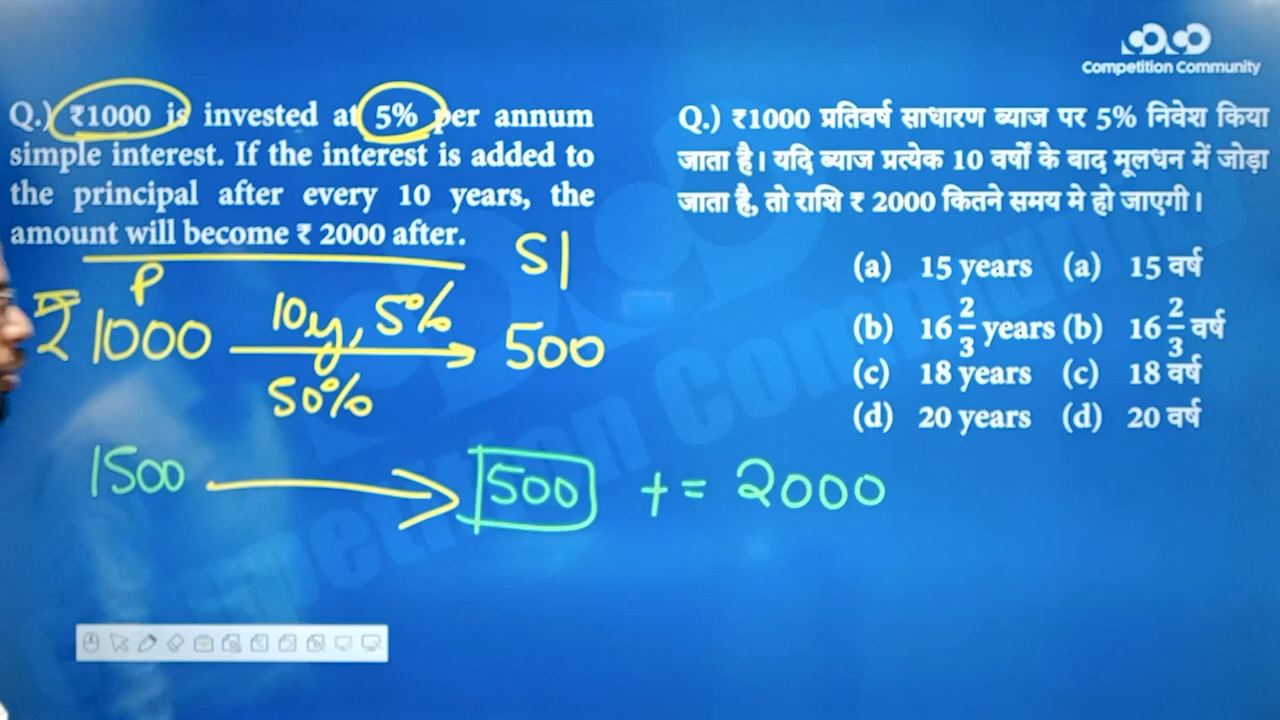 Competition Community
Q.) ₹1000 is invested at 5% per annum
simple interest. If the interest is added to
the principal after every 10 years, the
amount will become ₹ 2000 after.
Q.) ₹1000 प्रतिवर्ष साधारण ब्याज पर 5% निवेश किया
जाता है। यदि ब्याज प्रत्येक 10 वर्षों के बाद मूलधन में जोड़ा
जाता है, तो राशि ₹ 2000 कितने समय मे हो जाएगी।
(a) 15 years (a) 15 वर्ष
(b) 16 2/3 years (b) 16 2/3 वर्ष
(c) 18 years (c) 18 वर्ष
(d) 20 years (d) 20 वर्ष
P SI
₹ 1000 10y, 5% 500
50%
1500 500 + = 2000